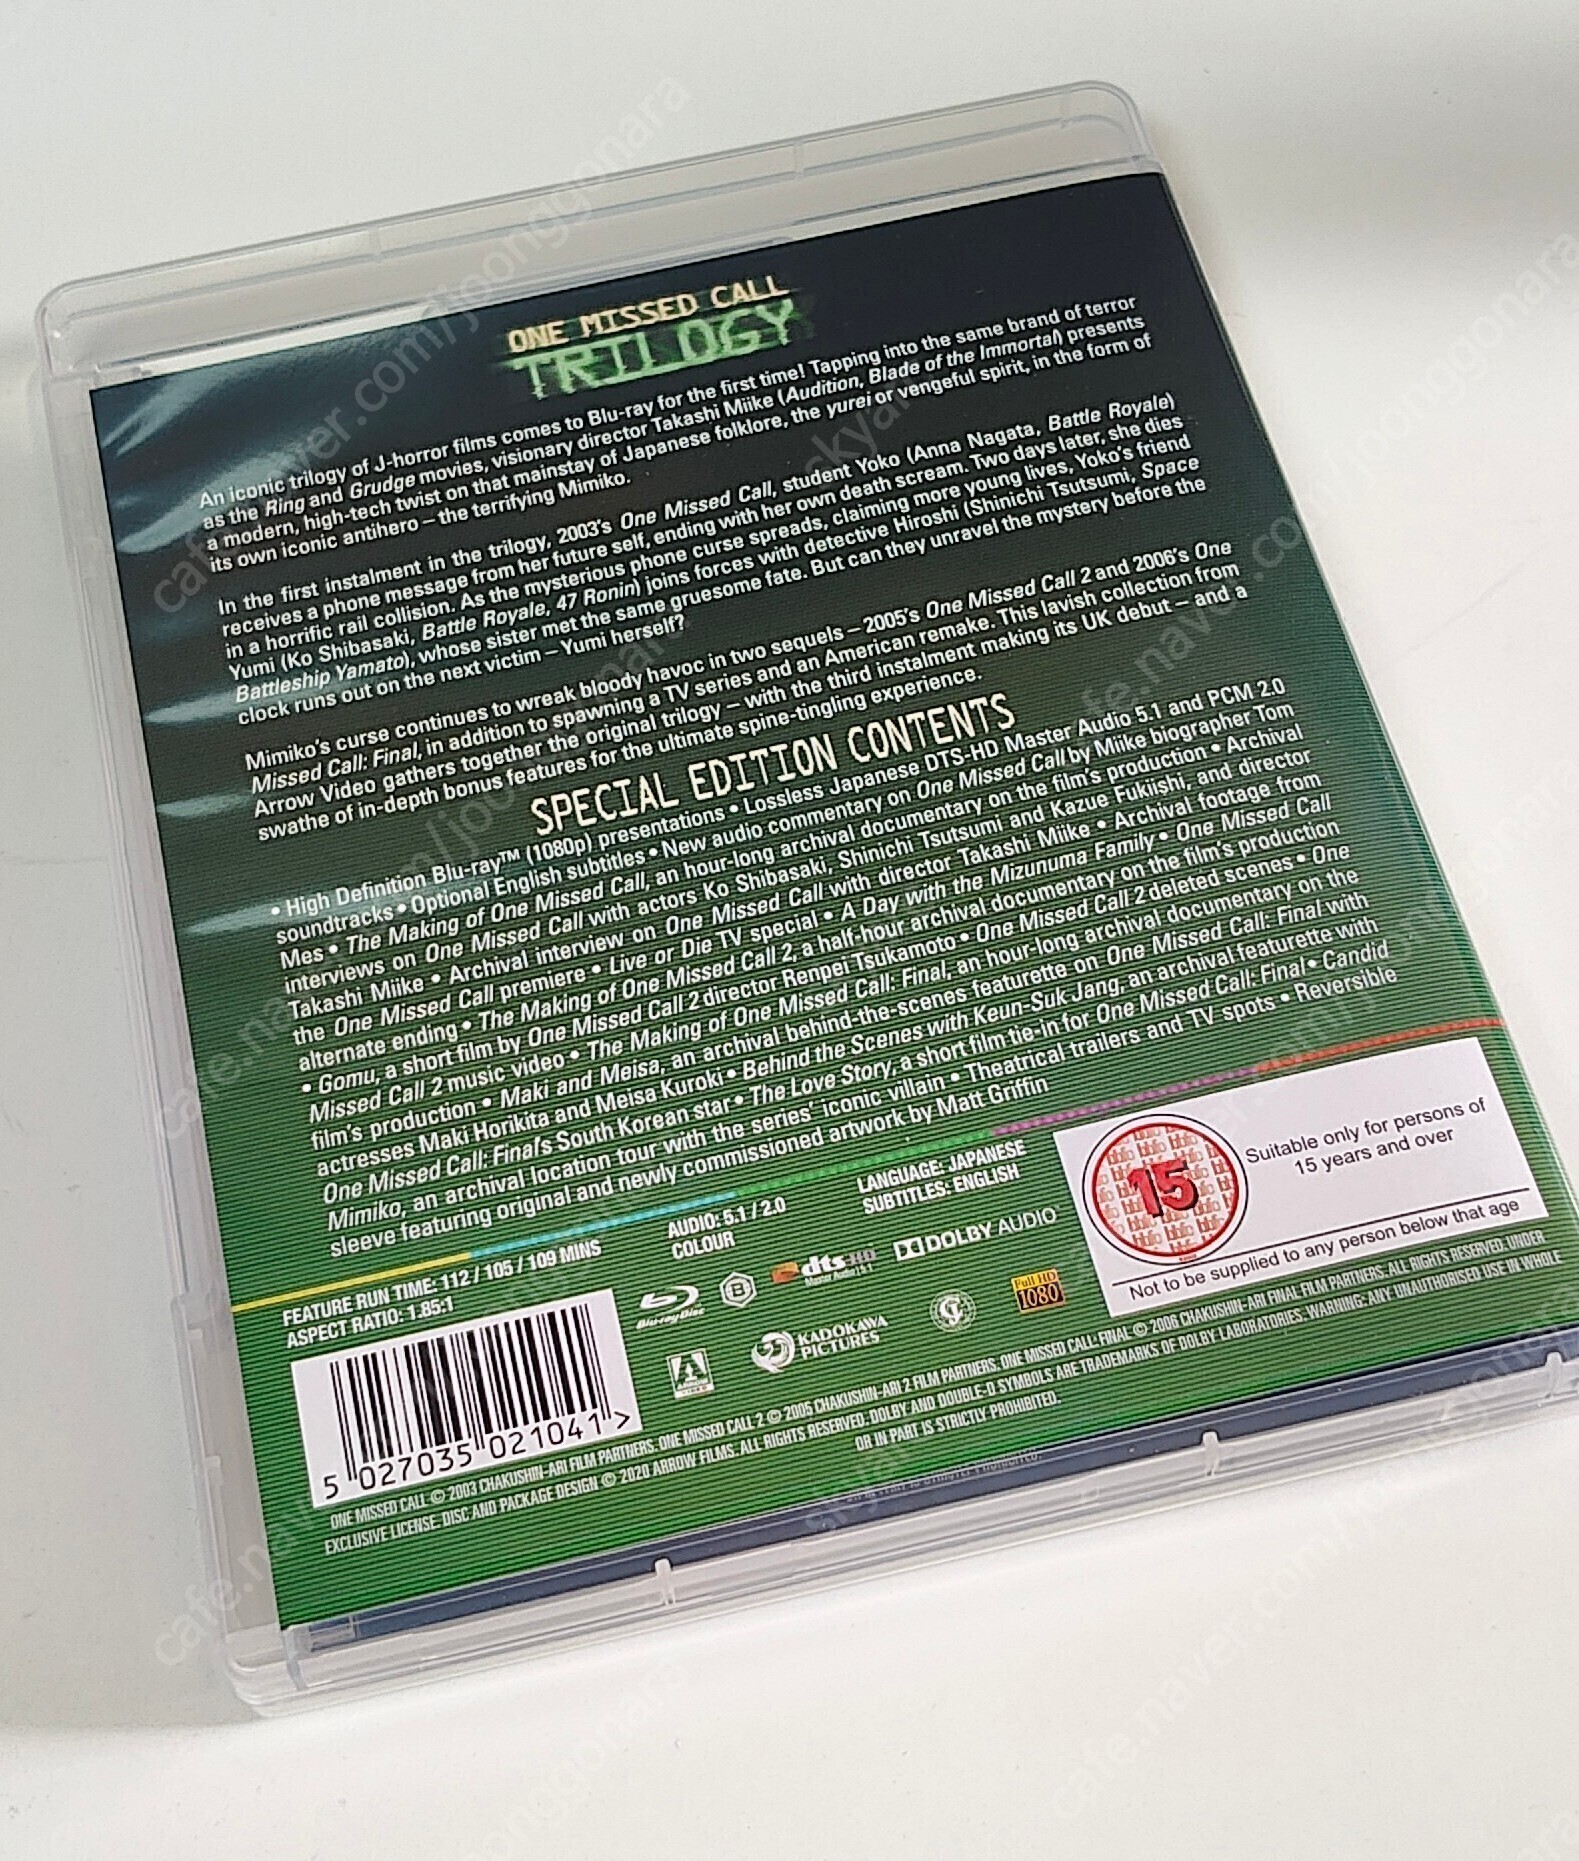 ONE MISSED CALL
TRILOGY
An iconic trilogy of J-horror films comes to Blu-ray for the first time! Tapping into the same brand of terror
as the Ring and Grudge movies, visionary director Takashi Miike (Audition, Blade of the Immortal) presents
a modern, high-tech twist on that mainstay of Japanese folklore, the yurei or vengeful spirit, in the form of
its own iconic antihero – the terrifying Mimiko.
In the first instalment in the trilogy, 2003's One Missed Call, student Yoko (Anna Nagata, Battle Royale)
receives a phone message from her future self, ending with her own death scream. Two days later, she dies
in a horrific rail collision. As the mysterious phone curse spreads, claiming more young lives, Yoko's friend
Yumi (Ko Shibasaki, Battle Royale, 47 Ronin) joins forces with detective Hiroshi (Shinichi Tsutsumi, Space
Battleship Yamato), whose sister met the same gruesome fate. But can they unravel the mystery before the
clock runs out on the next victim – Yumi herself?
Mimiko's curse continues to wreak bloody havoc in two sequels – 2005's One Missed Call 2 and 2006's One
Missed Call: Final, in addition to spawning a TV series and an American remake. This lavish collection from
Arrow Video gathers together the original trilogy – with the third instalment making its UK debut – and a
swathe of in-depth bonus features for the ultimate spine-tingling experience.
SPECIAL EDITION CONTENTS
• High Definition Blu-ray™ (1080p) presentations • Lossless Japanese DTS-HD Master Audio 5.1 and PCM 2.0
soundtracks • Optional English subtitles • New audio commentary on One Missed Call by Miike biographer Tom
Mes • The Making of One Missed Call, an hour-long archival documentary on the film's production • Archival
interviews on One Missed Call with actors Ko Shibasaki, Shinichi Tsutsumi and Kazue Fukiishi, and director
Takashi Miike • Archival interview on One Missed Call with director Takashi Miike • Archival footage from
the One Missed Call premiere • Live or Die TV special • A Day with the Mizunuma Family • One Missed Call
alternate ending • The Making of One Missed Call 2, a half-hour archival documentary on the film's production
• Gomu, a short film by One Missed Call 2 director Renpei Tsukamoto • One Missed Call 2 deleted scenes • One
Missed Call 2 music video • The Making of One Missed Call: Final, an hour-long archival documentary on the
film's production • Maki and Meisa, an archival behind-the-scenes featurette on One Missed Call: Final with
actresses Maki Horikita and Meisa Kuroki • Behind the Scenes with Keun-Suk Jang, an archival featurette with
One Missed Call: Final's South Korean star • The Love Story, a short film tie-in for One Missed Call: Final • Candid
Mimiko, an archival location tour with the series' iconic villain • Theatrical trailers and TV spots • Reversible
sleeve featuring original and newly commissioned artwork by Matt Griffin
FEATURE RUN TIME: 112 / 105 / 109 MINS
ASPECT RATIO: 1.85:1
AUDIO: 5.1 / 2.0
COLOUR
LANGUAGE: JAPANESE
SUBTITLES: ENGLISH
15
Suitable only for persons of
15 years and over
Not to be supplied to any person below that age
Blu-ray Disc
B
dts-HD
Master Audio 5.1
DOLBY AUDIO
KADOKAWA
PICTURES
Full HD
1080
5 027035 021041 >
ONE MISSED CALL © 2003 CHAKUSHIN-ARI FILM PARTNERS. ONE MISSED CALL 2 © 2005 CHAKUSHIN-ARI 2 FILM PARTNERS. ONE MISSED CALL: FINAL © 2006 CHAKUSHIN-ARI FINAL FILM PARTNERS. ALL RIGHTS RESERVED. UNDER
EXCLUSIVE LICENSE. DISC AND PACKAGE DESIGN © 2020 ARROW FILMS. ALL RIGHTS RESERVED. DOLBY AND DOUBLE-D SYMBOLS ARE TRADEMARKS OF DOLBY LABORATORIES. WARNING: ANY UNAUTHORISED USE IN WHOLE
OR IN PART IS STRICTLY PROHIBITED.
cafe.naver.com/joonggonara